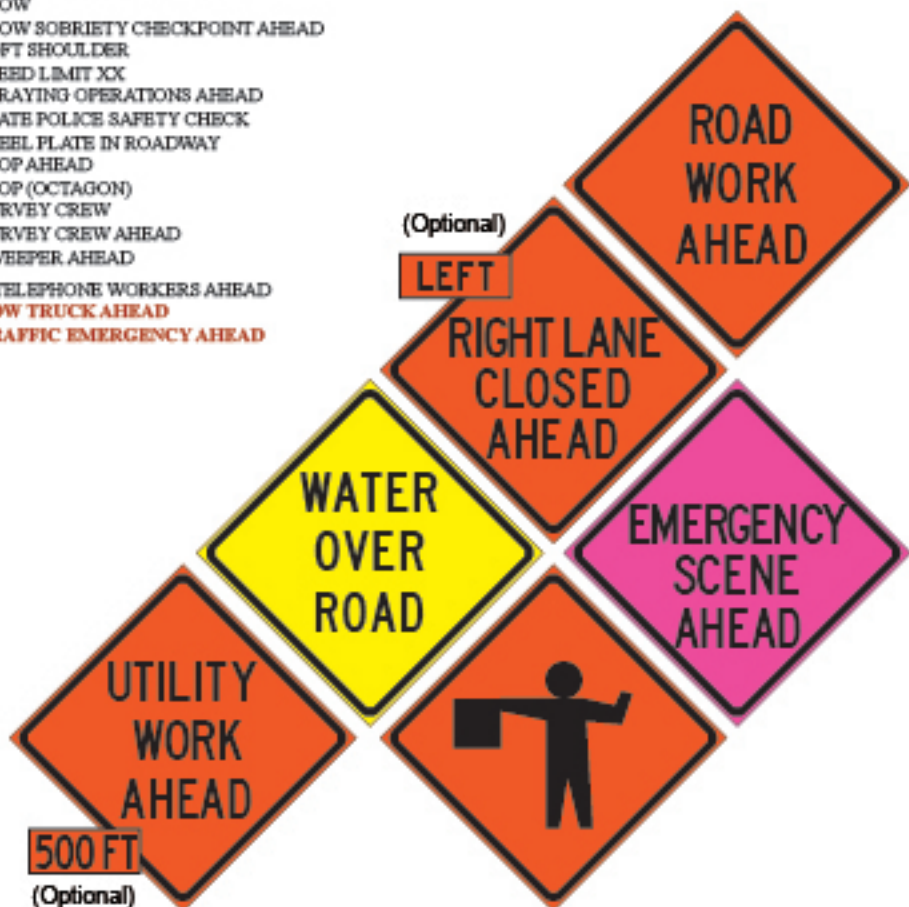 OW
OW SOBRIETY CHECKPOINT AHEAD
FT SHOULDER
EED LIMIT XX
RAYING OPERATIONS AHEAD
ATE POLICE SAFETY CHECK
EEL PLATE IN ROADWAY
OP AHEAD
OP (OCTAGON)
RVEY CREW
RVEY CREW AHEAD
WEEPER AHEAD
TELEPHONE WORKERS AHEAD
OW TRUCK AHEAD
RAFFIC EMERGENCY AHEAD
ROAD
WORK
AHEAD
(Optional)
LEFT
RIGHT LANE
CLOSED
AHEAD
WATER
OVER
ROAD
EMERGENCY
SCENE
AHEAD
UTILITY
WORK
AHEAD
500 FT
(Optional)